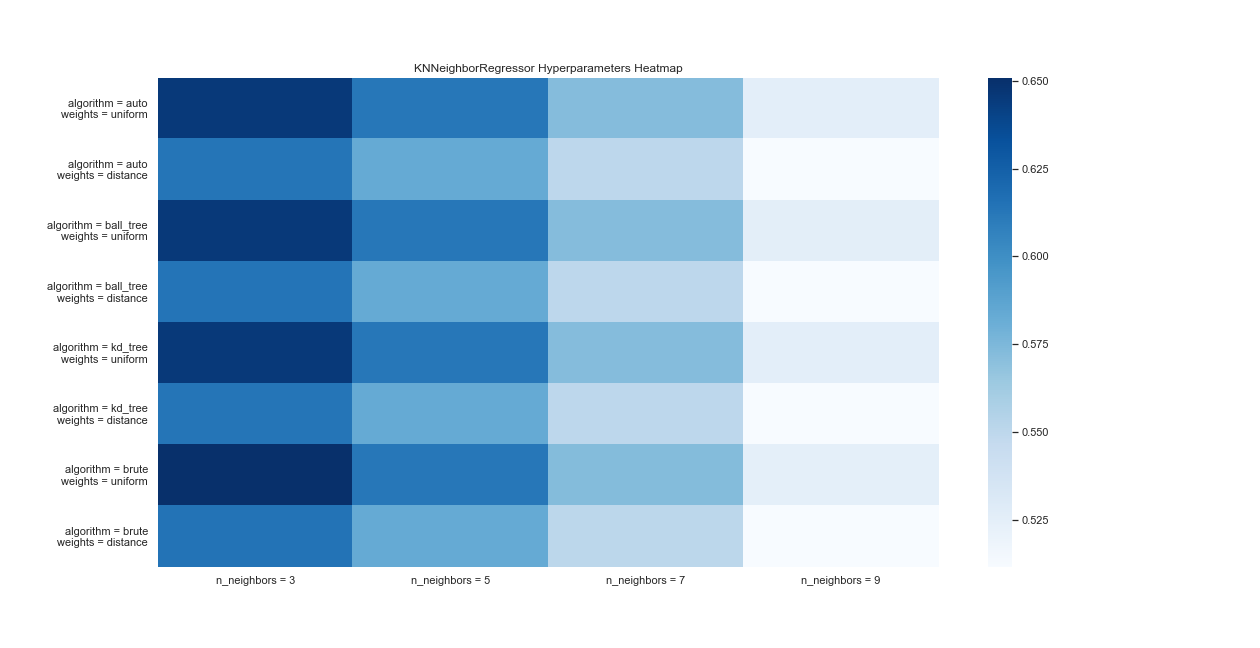 KNNeighborRegressor Hyperparameters Heatmap
algorithm = auto
weights = uniform
algorithm = auto
weights = distance
algorithm = ball_tree
weights = uniform
algorithm = ball_tree
weights = distance
algorithm = kd_tree
weights = uniform
algorithm = kd_tree
weights = distance
algorithm = brute
weights = uniform
algorithm = brute
weights = distance
n_neighbors = 3
n_neighbors = 5
n_neighbors = 7
n_neighbors = 9
0.650
0.625
0.600
0.575
0.550
0.525